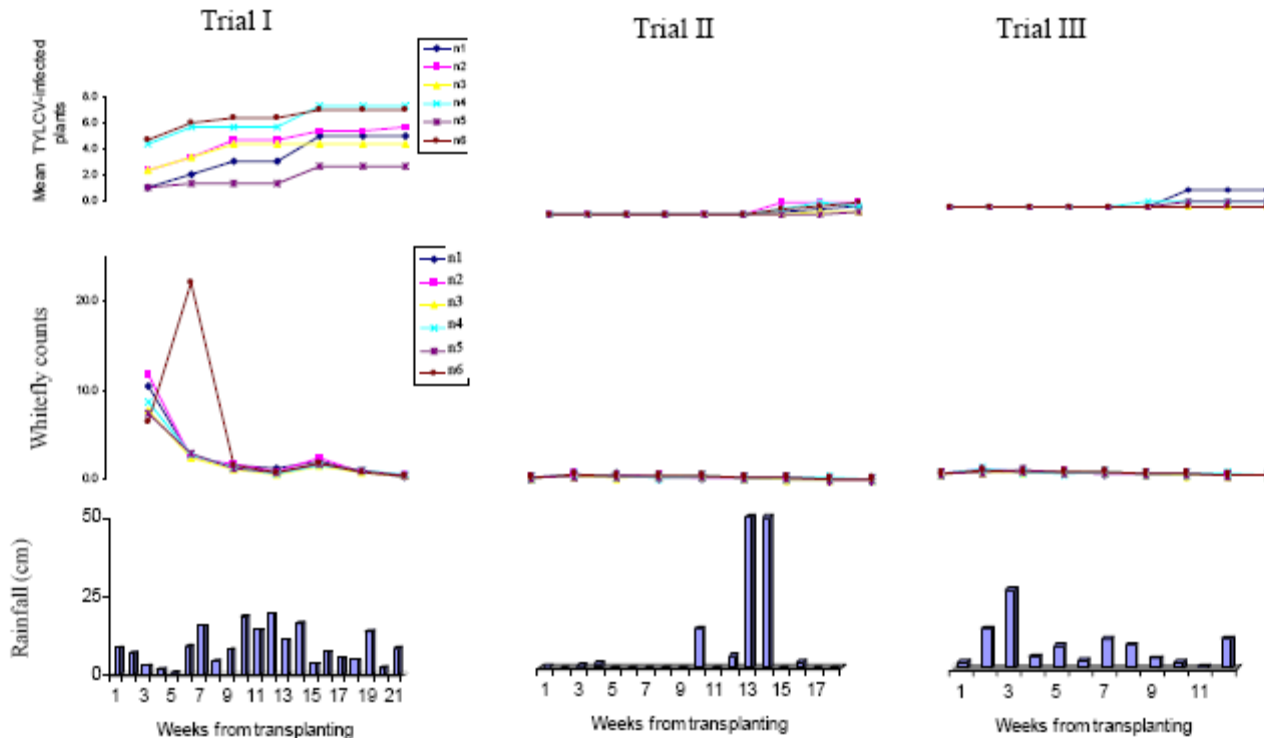 Trial I
Trial II
Trial III
Mean TYLCV-infected
plants
8.0
6.0
4.0
2.0
0.0
n1
n2
n3
n4
n5
n6
Whitefly counts
20.0
10.0
0.0
n1
n2
n3
n4
n5
n6
Rainfall (cm)
50
25
0
1 3 5 7 9 11 13 15 17 19 21
Weeks from transplanting
1 3 5 7 9 11 13 15 17
Weeks from transplanting
1 3 5 7 9 11
Weeks from transplanting